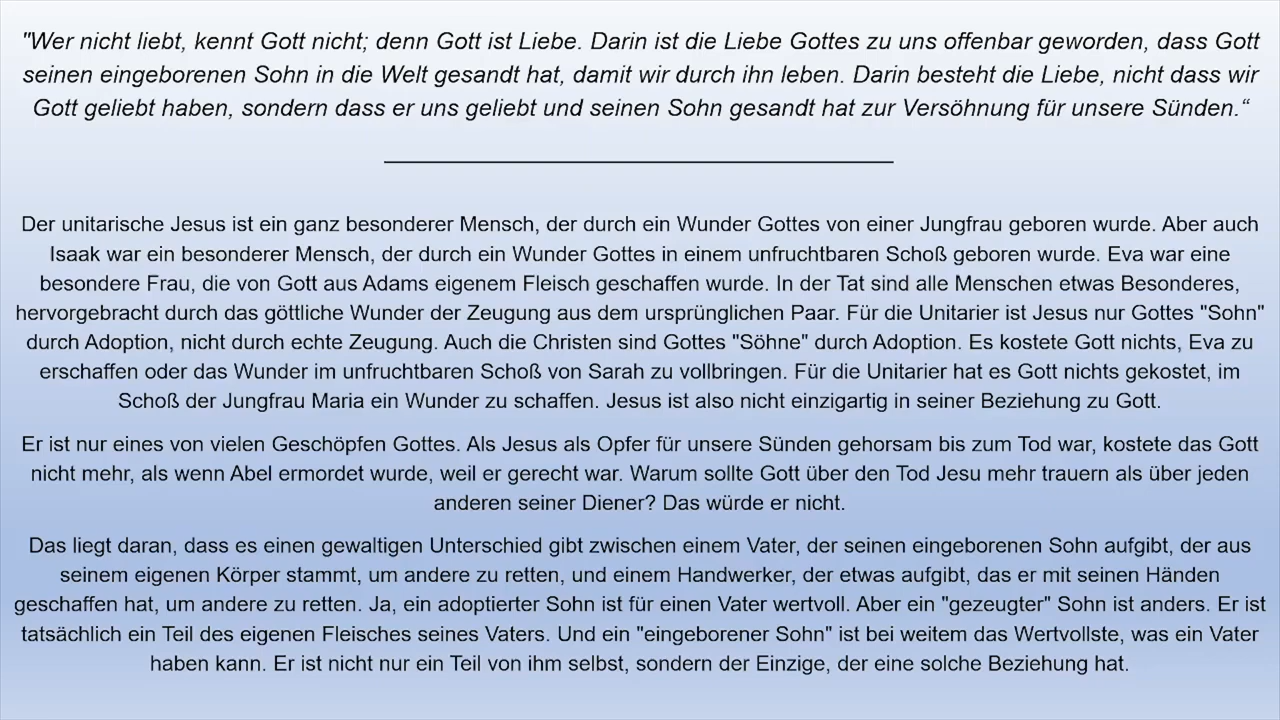 "Wer nicht liebt, kennt Gott nicht; denn Gott ist Liebe. Darin ist die Liebe Gottes zu uns offenbar geworden, dass Gott
seinen eingeborenen Sohn in die Welt gesandt hat, damit wir durch ihn leben. Darin besteht die Liebe, nicht dass wir
Gott geliebt haben, sondern dass er uns geliebt und seinen Sohn gesandt hat zur Versöhnung für unsere Sünden.“
Der unitarische Jesus ist ein ganz besonderer Mensch, der durch ein Wunder Gottes von einer Jungfrau geboren wurde. Aber auch
Isaak war ein besonderer Mensch, der durch ein Wunder Gottes in einem unfruchtbaren Schoß geboren wurde. Eva war eine
besondere Frau, die von Gott aus Adams eigenem Fleisch geschaffen wurde. In der Tat sind alle Menschen etwas Besonderes,
hervorgebracht durch das göttliche Wunder der Zeugung aus dem ursprünglichen Paar. Für die Unitarier ist Jesus nur Gottes "Sohn"
durch Adoption, nicht durch echte Zeugung. Auch die Christen sind Gottes "Söhne" durch Adoption. Es kostete Gott nichts, Eva zu
erschaffen oder das Wunder im unfruchtbaren Schoß von Sarah zu vollbringen. Für die Unitarier hat es Gott nichts gekostet, im
Schoß der Jungfrau Maria ein Wunder zu schaffen. Jesus ist also nicht einzigartig in seiner Beziehung zu Gott.
Er ist nur eines von vielen Geschöpfen Gottes. Als Jesus als Opfer für unsere Sünden gehorsam bis zum Tod war, kostete das Gott
nicht mehr, als wenn Abel ermordet wurde, weil er gerecht war. Warum sollte Gott über den Tod Jesu mehr trauern als über jeden
anderen seiner Diener? Das würde er nicht.
Das liegt daran, dass es einen gewaltigen Unterschied gibt zwischen einem Vater, der seinen eingeborenen Sohn aufgibt, der aus
seinem eigenen Körper stammt, um andere zu retten, und einem Handwerker, der etwas aufgibt, das er mit seinen Händen
geschaffen hat, um andere zu retten. Ja, ein adoptierter Sohn ist für einen Vater wertvoll. Aber ein "gezeugter" Sohn ist anders. Er ist
tatsächlich ein Teil des eigenen Fleisches seines Vaters. Und ein "eingeborener Sohn" ist bei weitem das Wertvollste, was ein Vater
haben kann. Er ist nicht nur ein Teil von ihm selbst, sondern der Einzige, der eine solche Beziehung hat.